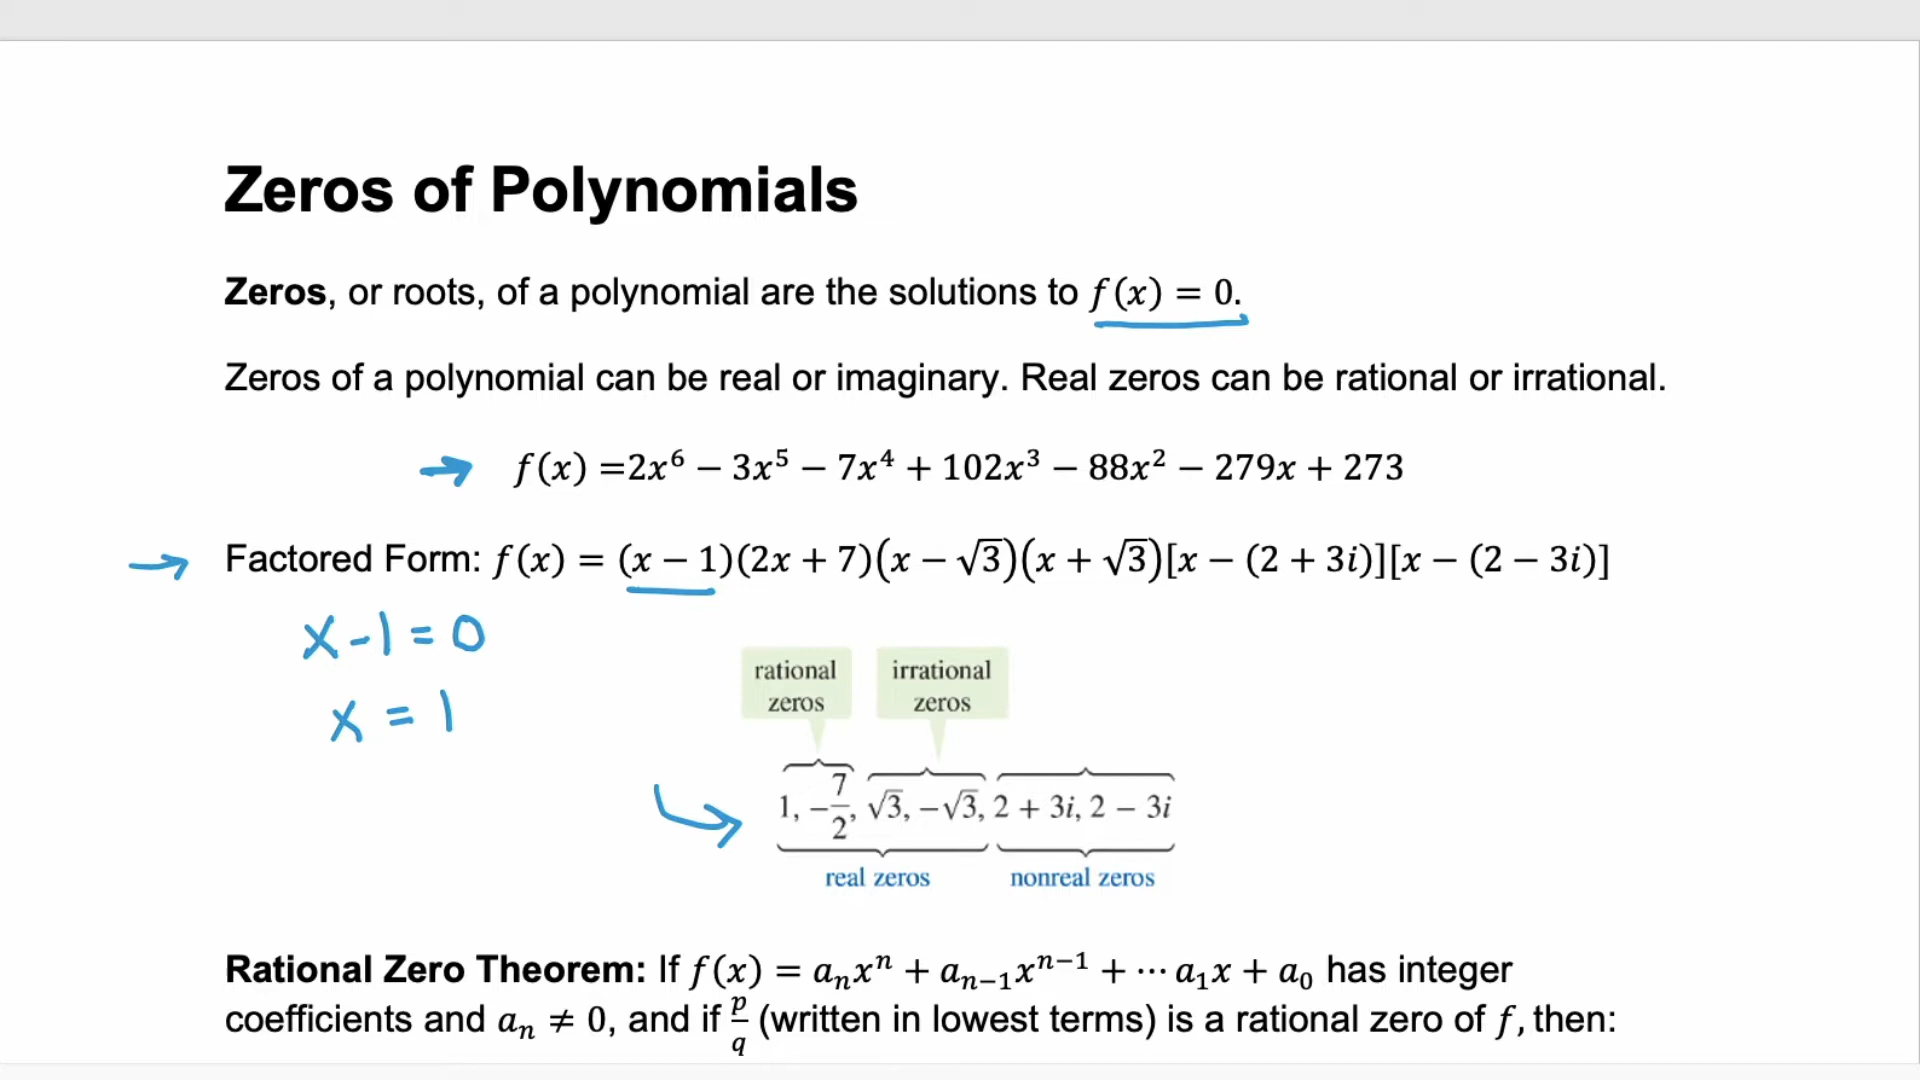 Zeros of Polynomials
Zeros, or roots, of a polynomial are the solutions to f(x) = 0.
Zeros of a polynomial can be real or imaginary. Real zeros can be rational or irrational.
f(x) =2x⁶ − 3x⁵ − 7x⁴ + 102x³ − 88x² − 279x + 273
Factored Form: f(x) = (x − 1)(2x + 7)(x − √3)(x + √3)[x − (2 + 3i)][x − (2 − 3i)]
x-1=0
x = 1
rational zeros
irrational zeros
1, −7/2, √3, −√3, 2 + 3i, 2 − 3i
real zeros
nonreal zeros
Rational Zero Theorem: If f(x) = aₙxⁿ + aₙ₋₁xⁿ⁻¹ + ⋯ a₁x + a₀ has integer
coefficients and aₙ ≠ 0, and if p/q (written in lowest terms) is a rational zero of f, then: